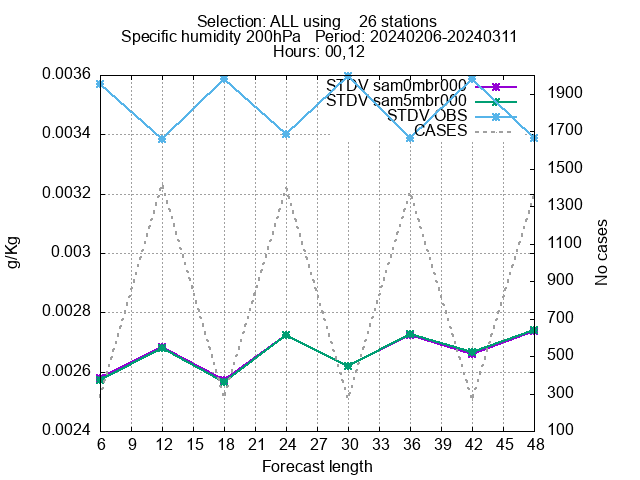 Selection: ALL using    26 stations
Specific humidity 200hPa   Period: 20240206-20240311
Hours: 00,12
STDV sam0mbr000
STDV sam5mbr000
STDV OBS
CASES
0.0036
0.0034
0.0032
0.003
0.0028
0.0026
0.0024
g/Kg
1900
1700
1500
1300
1100
900
700
500
300
100
No cases
6 9 12 15 18 21 24 27 30 33 36 39 42 45 48
Forecast length